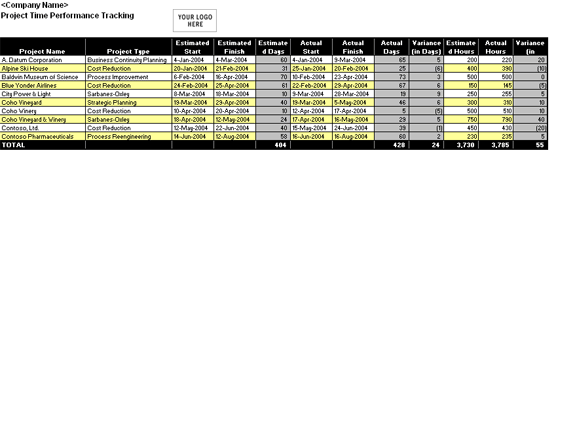 <Company Name>
Project Time Performance Tracking
YOUR LOGO
HERE
Project Name Project Type Estimated Start Estimated Finish Estimate d Days Actual Start Actual Finish Actual Days Variance (in Days) Estimate d Hours Actual Hours Variance (in
A. Datum Corporation Business Continuity Planning 4-Jan-2004 4-Mar-2004 60 4-Jan-2004 9-Mar-2004 65 5 200 220 20
Alpine Ski House Cost Reduction 20-Jan-2004 21-Feb-2004 31 25-Jan-2004 20-Feb-2004 25 (6) 400 390 (10)
Baldwin Museum of Science Process Improvement 6-Feb-2004 16-Apr-2004 70 10-Feb-2004 23-Apr-2004 73 3 500 500 0
Blue Yonder Airlines Cost Reduction 24-Feb-2004 25-Apr-2004 61 22-Feb-2004 29-Apr-2004 67 6 150 145 (5)
City Power & Light Sarbanes-Oxley 8-Mar-2004 18-Mar-2004 10 9-Mar-2004 28-Mar-2004 19 9 250 255 5
Coho Vineyard Strategic Planning 19-Mar-2004 29-Apr-2004 40 19-Mar-2004 5-May-2004 46 6 300 310 10
Coho Winery Cost Reduction 10-Apr-2004 20-Apr-2004 10 12-Apr-2004 17-Apr-2004 5 (5) 500 510 10
Coho Vineyard & Winery Sarbanes-Oxley 18-Apr-2004 12-May-2004 24 17-Apr-2004 16-May-2004 29 5 750 790 40
Contoso, Ltd. Cost Reduction 12-May-2004 22-Jun-2004 40 15-May-2004 24-Jun-2004 39 (1) 450 430 (20)
Contoso Pharmaceuticals Process Reengineering 14-Jun-2004 12-Aug-2004 58 16-Jun-2004 16-Aug-2004 60 2 230 235 5
TOTAL 404 428 24 3,730 3,785 55